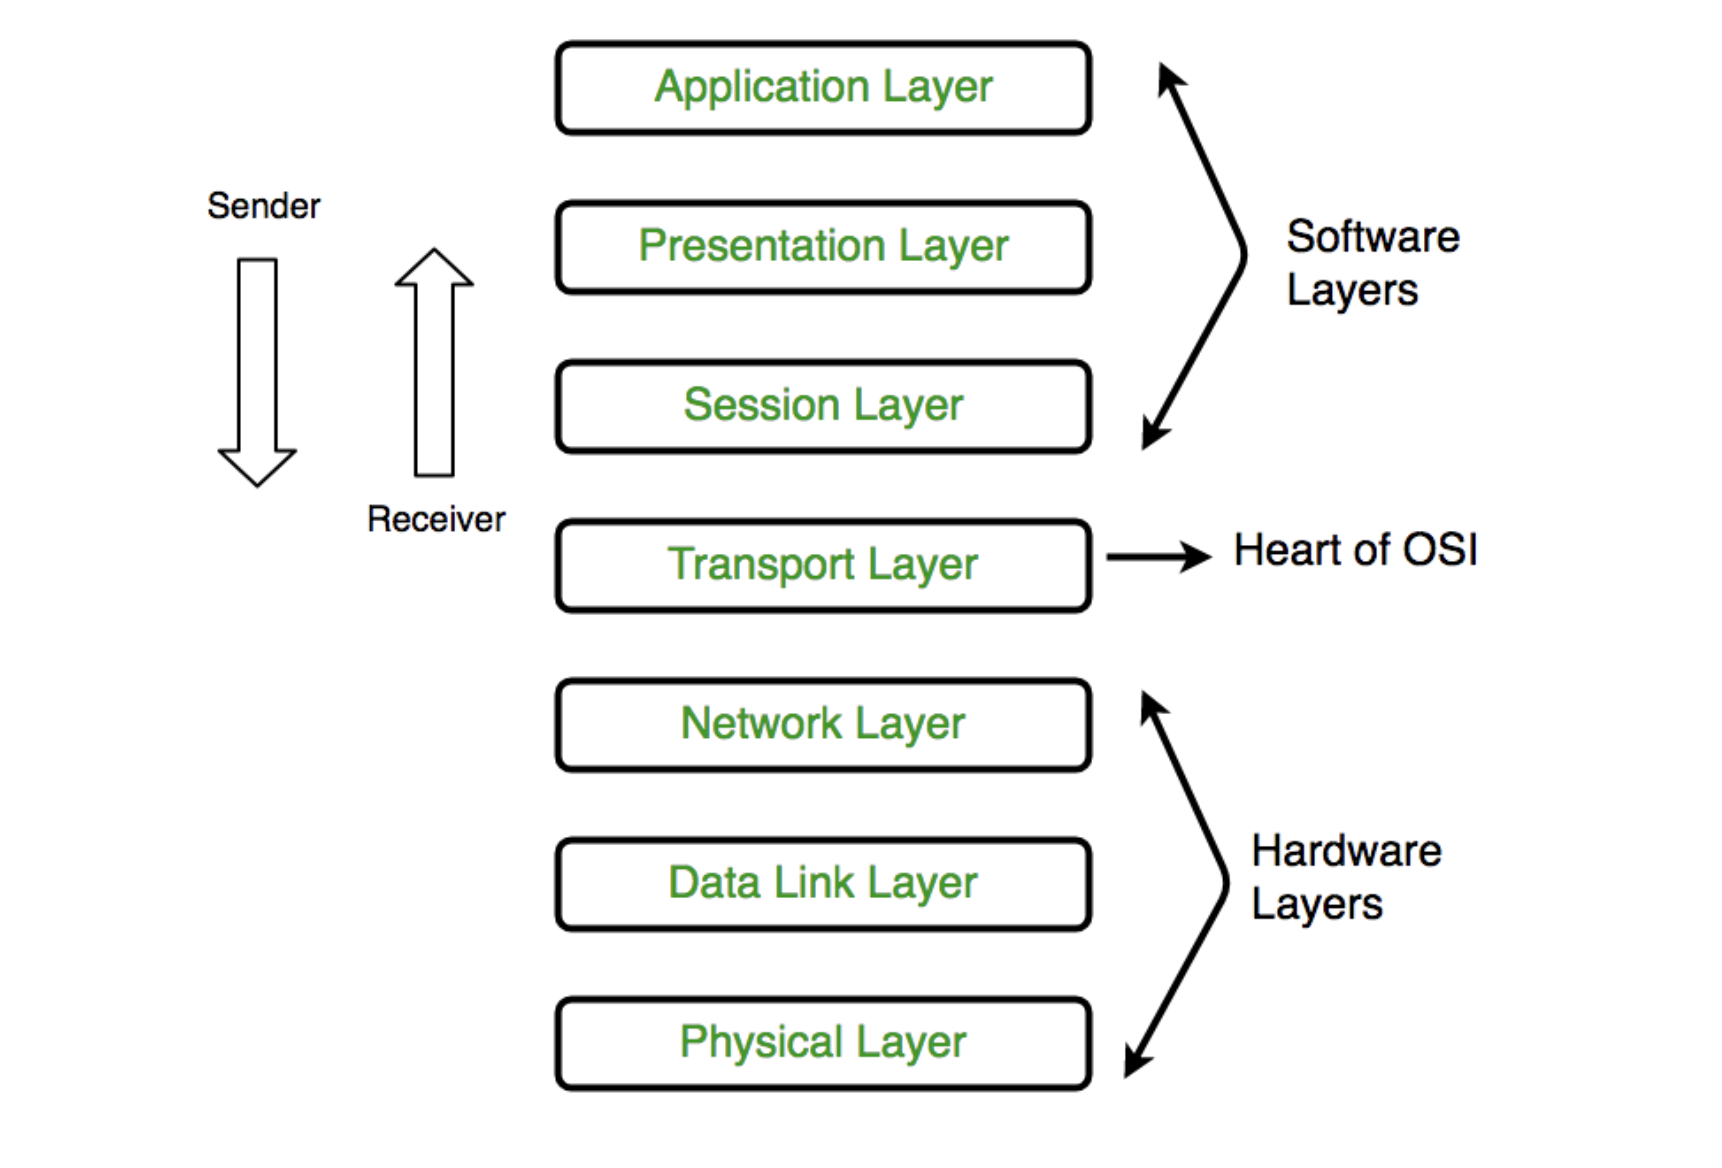 Application Layer
Sender
Presentation Layer
Software
Layers
Session Layer
Receiver
Transport Layer
Heart of OSI
Network Layer
Hardware
Layers
Data Link Layer
Physical Layer